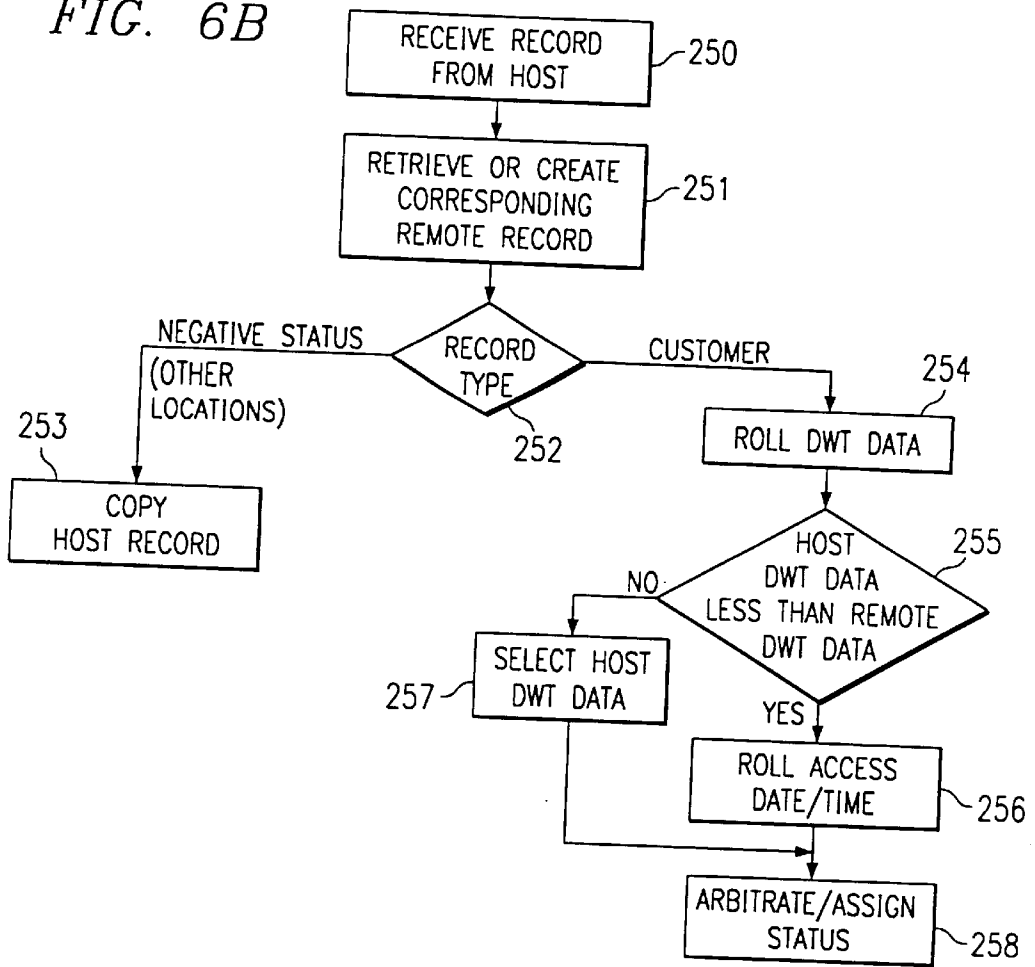 FIG. 6B
RECEIVE RECORD
FROM HOST
250
RETRIEVE OR CREATE
CORRESPONDING
REMOTE RECORD
251
NEGATIVE STATUS
(OTHER
LOCATIONS)
RECORD
TYPE
252
CUSTOMER
253
COPY
HOST RECORD
254
ROLL DWT DATA
HOST
DWT DATA
LESS THAN REMOTE
DWT DATA
255
NO
SELECT HOST
DWT DATA
257
YES
ROLL ACCESS
DATE/TIME
256
ARBITRATE/ASSIGN
STATUS
258